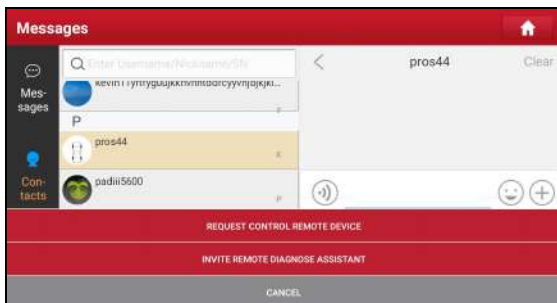 Messages
Enter Username/Nickname/SN
pros44
Clear
Mes-
sages
P
pros44
K
padiii5600
P
Con-
tacts
REQUEST CONTROL REMOTE DEVICE
INVITE REMOTE DIAGNOSE ASSISTANT
CANCEL